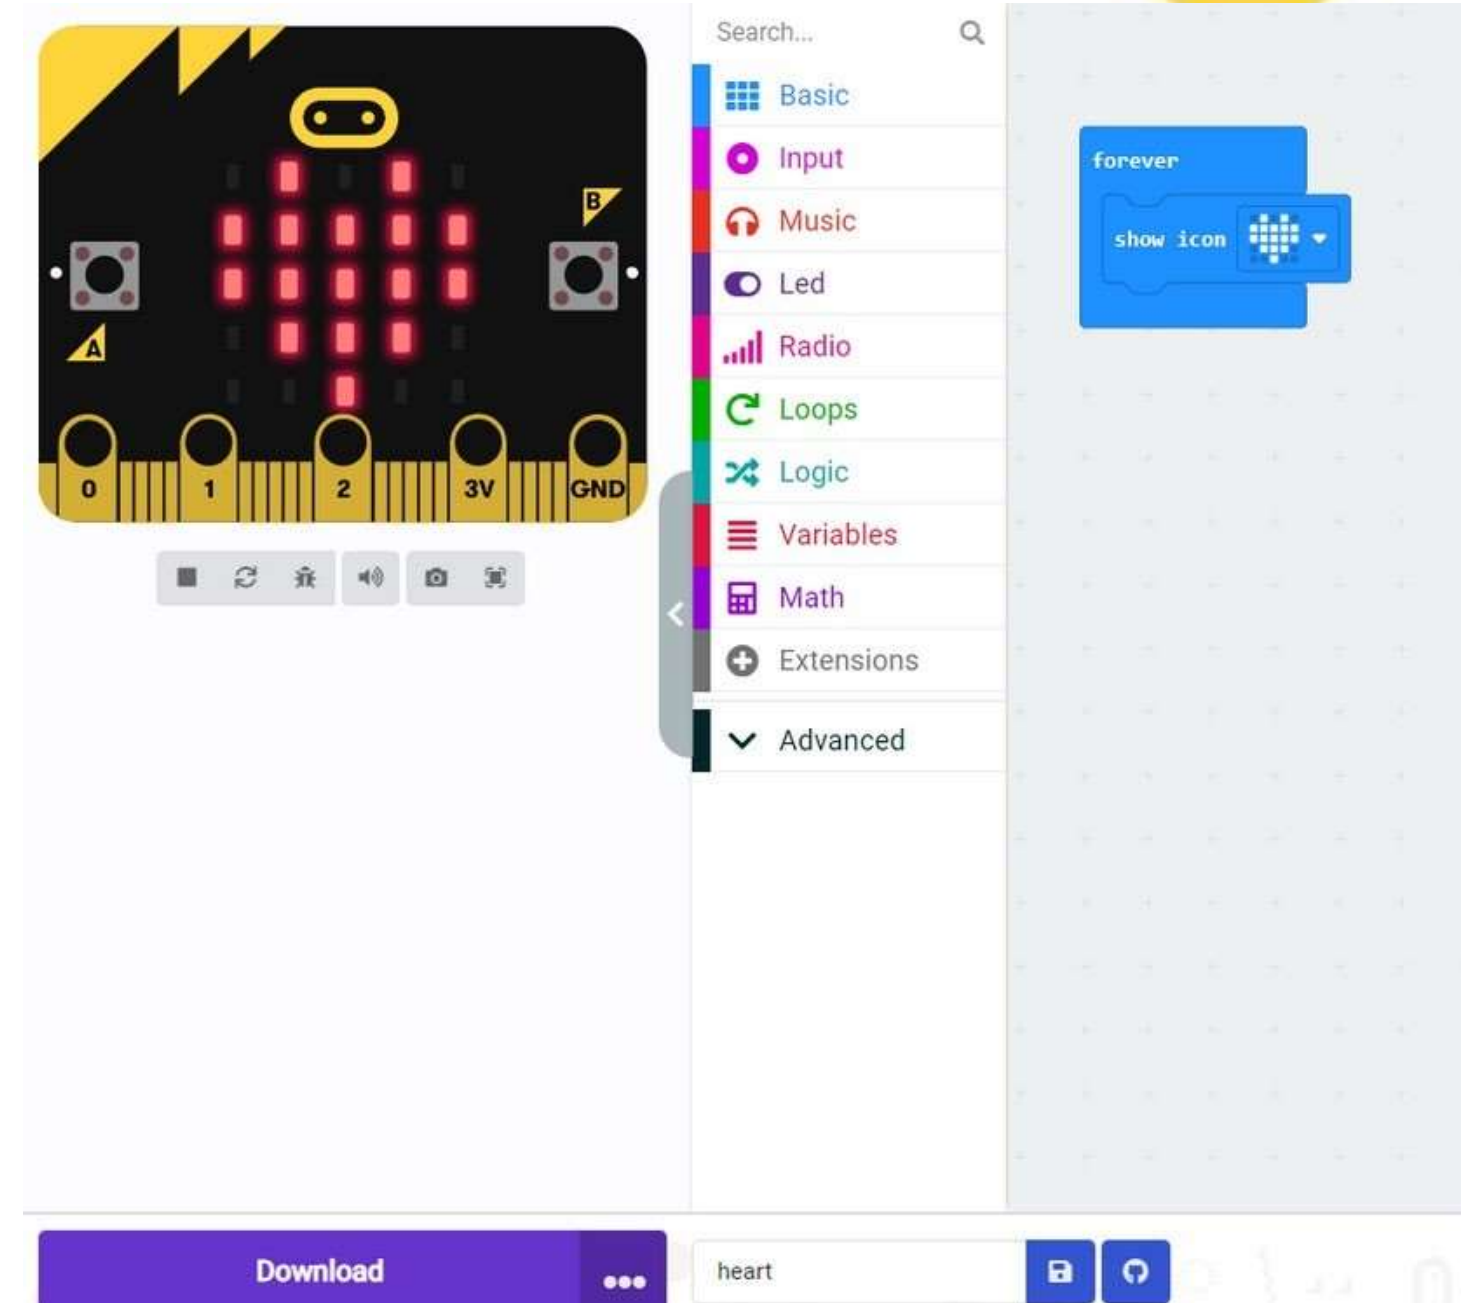 B
A
0 1 2 3V GND
Search...
Basic
Input
Music
Led
Radio
Loops
Logic
Variables
Math
Extensions
Advanced
forever
show icon
Download
heart